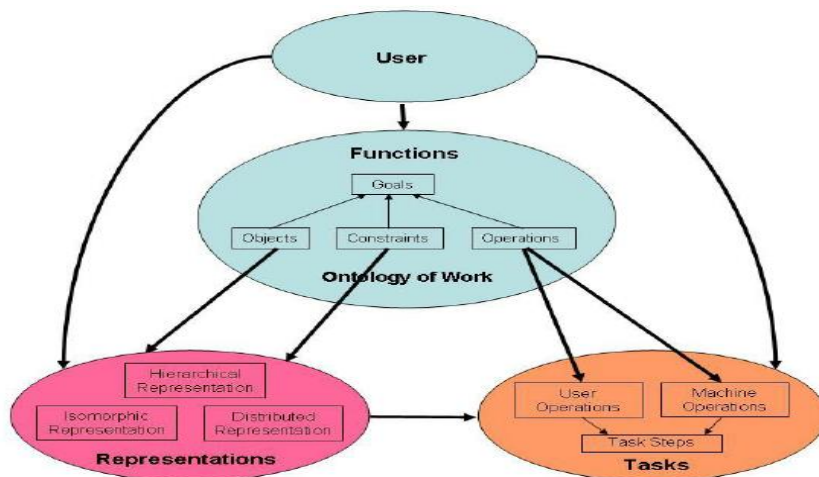 User
Functions
Goals
Objects
Constraints
Operations
Ontology of Work
Hierarchical
Representation
Isomorphic
Representation
Distributed
Representation
Representations
User
Operations
Machine
Operations
Task Steps
Tasks